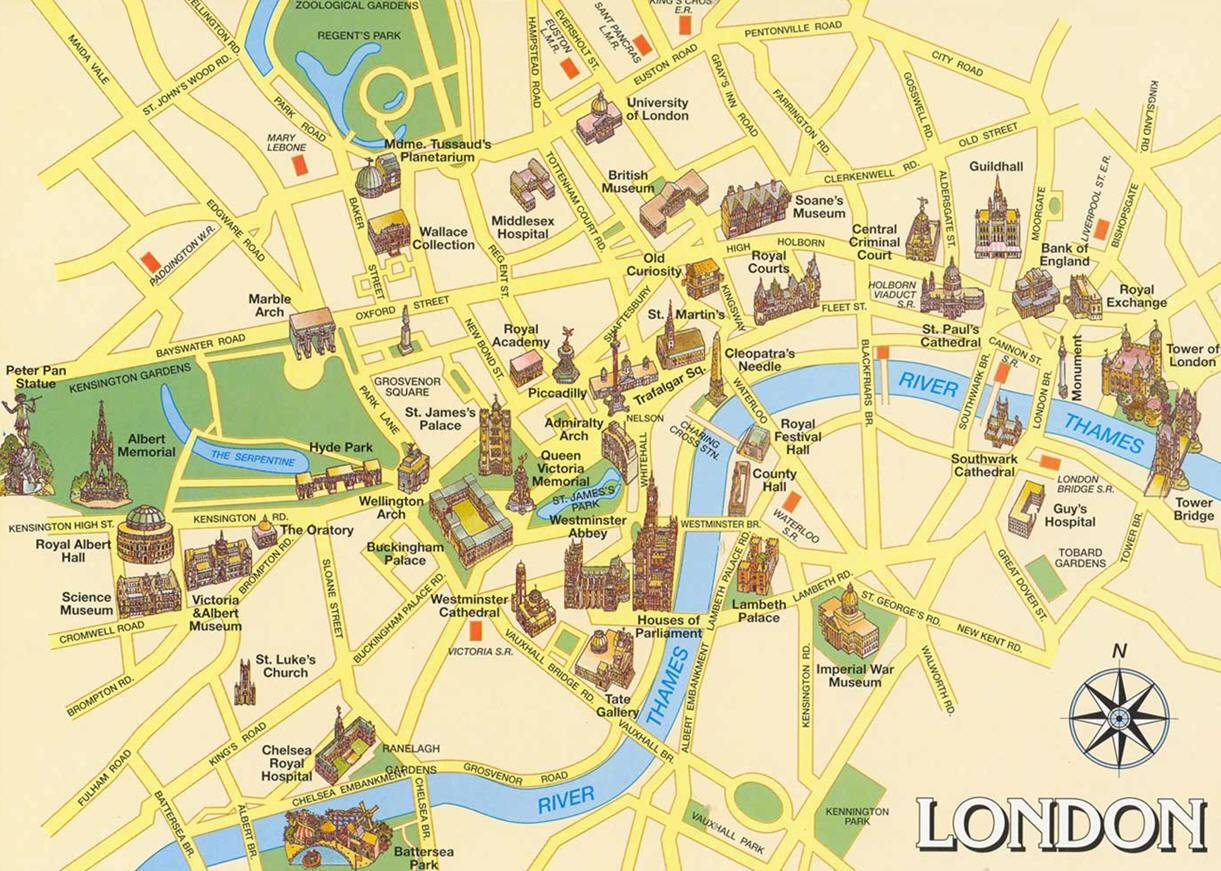 ZOOLOGICAL GARDENS
REGENT'S PARK
MAIDA VALE
ELLINGTON RD.
ST. JOHN'S WOOD RD.
PARK ROAD
MARY
LEBONE
HAMPSTEAD ROAD
EVERSHOLT ST.
EUSTON
L.M.R.
SANT PANCRAS
L.M.R.
KING'S CROS
E.R.
EUSTON ROAD
PENTONVILLE ROAD
CITY ROAD
GRAY'S INN ROAD
FARRINGTON RD.
GOSSWELL RD.
OLD STREET
KINGSLAND RD.
University
of London
Mdme. Tussaud's
Planetarium
British
Museum
Middlesex
Hospital
TOTTENHAM COURT RD.
CLERKENWELL RD.
Guildhall
ALDERSGATE ST.
MOORGATE
LIVERPOOL ST. E.R.
BISHOPSGATE
Soane's
Museum
Central
Criminal
Court
Bank of
England
EDGWARE ROAD
PADDINGTON W.R.
BAKER
STREET
Wallace
Collection
REGENT ST.
Old
Curiosity
HIGH HOLBORN
Royal
Courts
KINGSWAY
HOLBORN
VIADUCT
S.R.
Royal
Exchange
Marble
Arch
OXFORD STREET
SHAFTESBURY
St. Martin's
FLEET ST.
St. Paul's
Cathedral
CANNON ST.
S.R.
Monument
Tower of
London
BAYSWATER ROAD
NEW BOND ST.
Royal
Academy
Piccadilly
Trafalgar Sq.
Cleopatra's
Needle
BLACKFRIARS BR.
RIVER
SOUTHWARK BR.
LONDON BR.
THAMES
Peter Pan
Statue
KENSINGTON GARDENS
GROSVENOR
SQUARE
PARK LANE
St. James's
Palace
Admiralty
Arch
NELSON
WHITEHALL
CHARING
CROSS STN.
WATERLOO
Royal
Festival
Hall
County
Hall
WATERLOO
S.R.
Albert
Memorial
THE SERPENTINE
Hyde Park
Queen
Victoria
Memorial
ST. JAMES'S
PARK
Southwark
Cathedral
LONDON
BRIDGE S.R.
Guy's
Hospital
Tower
Bridge
TOWER BR.
Wellington
Arch
Buckingham
Palace
Westminster
Abbey
WESTMINSTER BR.
KENSINGTON HIGH ST.
KENSINGTON RD.
The Oratory
Royal Albert
Hall
BROMPTON RD.
SLOANE STREET
Science
Museum
Victoria
&Albert
Museum
CROMWELL ROAD
BUCKINGHAM PALACE RD.
Westminster
Cathedral
VICTORIA S.R.
Houses of
Parliament
LAMBETH PALACE RD.
Lambeth
Palace
LAMBETH RD.
ST. GEORGE'S RD.
NEW KENT RD.
GREAT DOVER ST.
TOBARD
GARDENS
Imperial War
Museum
WALWORTH RD.
KENSINGTON RD.
BROMPTON RD.
St. Luke's
Church
VAUXHALL BRIDGE RD.
Tate
Gallery
THAMES
ALBERT EMBANKMENT
VAUXHALL BR.
KING'S ROAD
FULHAM ROAD
Chelsea
Royal
Hospital
RANELAGH
GARDENS
CHELSEA EMBANKMENT
GROSVENOR ROAD
RIVER
CHELSEA BR.
BATTERSEA BR.
ALBERT BR.
Battersea
Park
VAUXHALL PARK
KENNINGTON
PARK
N
LONDON